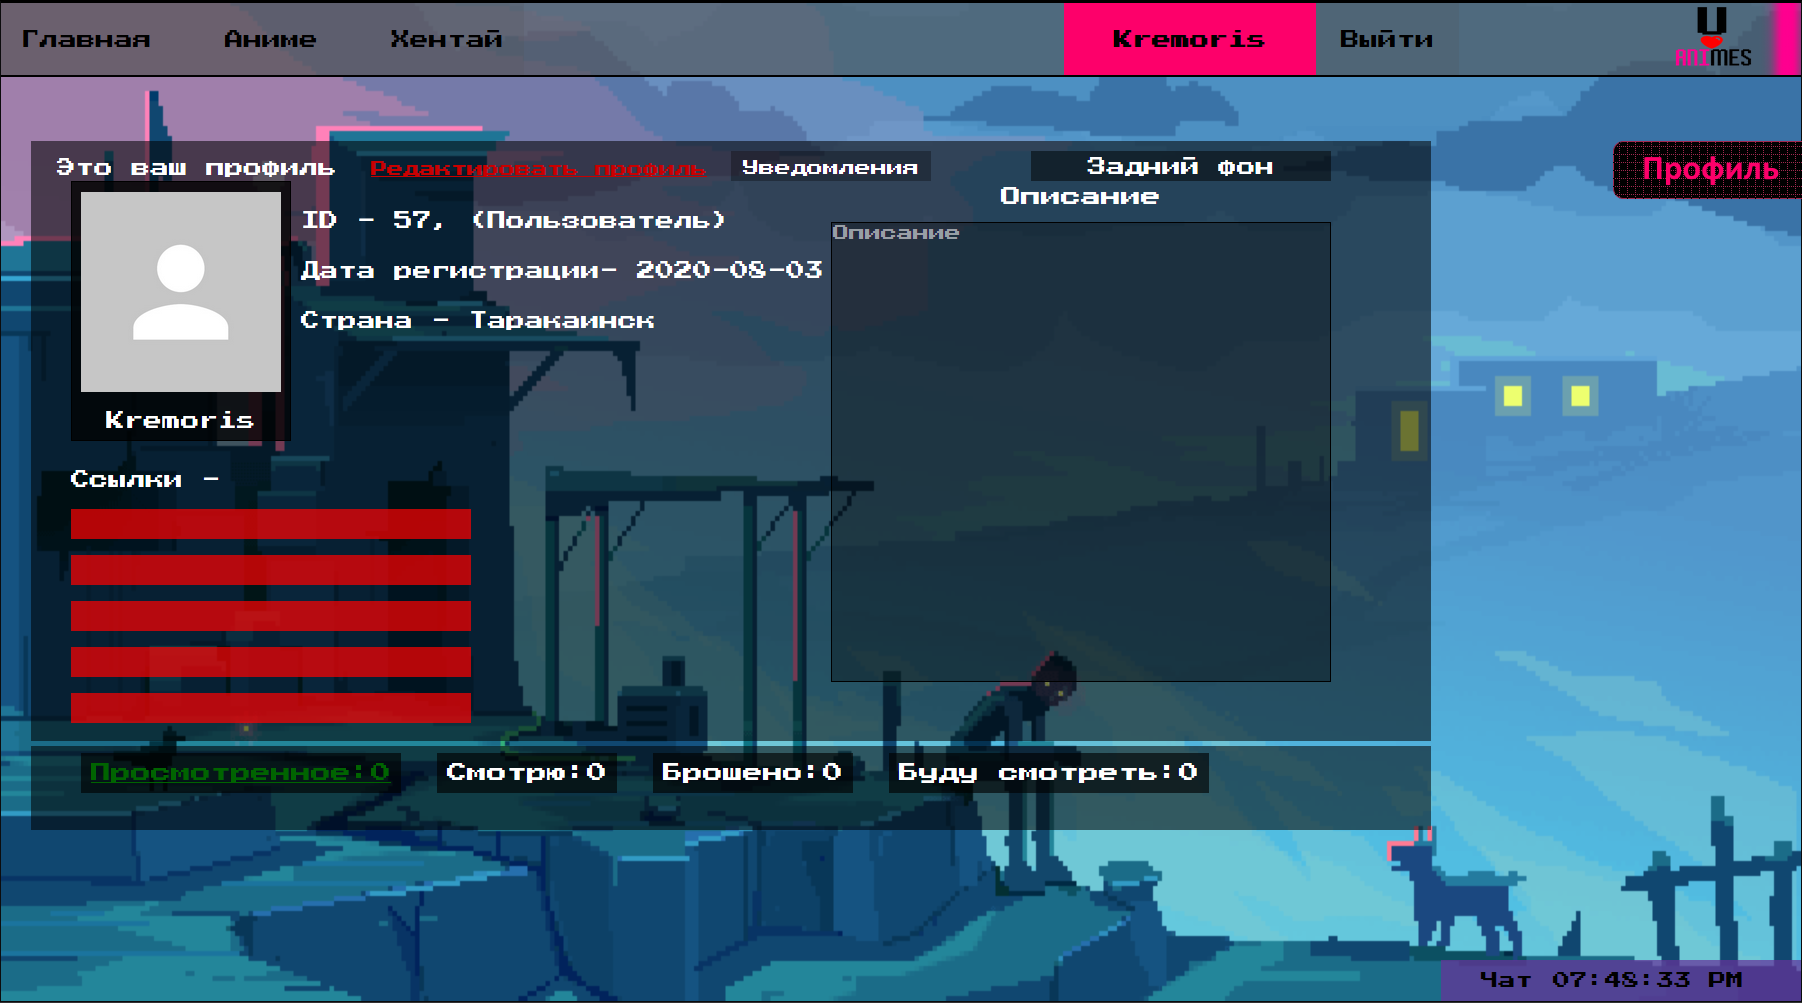 Главная Аниме Хентай Kremoris Выйти
U
ANIMES
Это ваш профиль Редактировать профиль Уведомления Задний фон
Профиль
Описание
ID - 57, (Пользователь)
Описание
Дата регистрации- 2020-08-03
Страна - Таракаинск
Kremoris
Ссылки -
Просмотренное:0 Смотрю:0 Брошено:0 Буду смотреть:0
Чат 07:48:33 PM